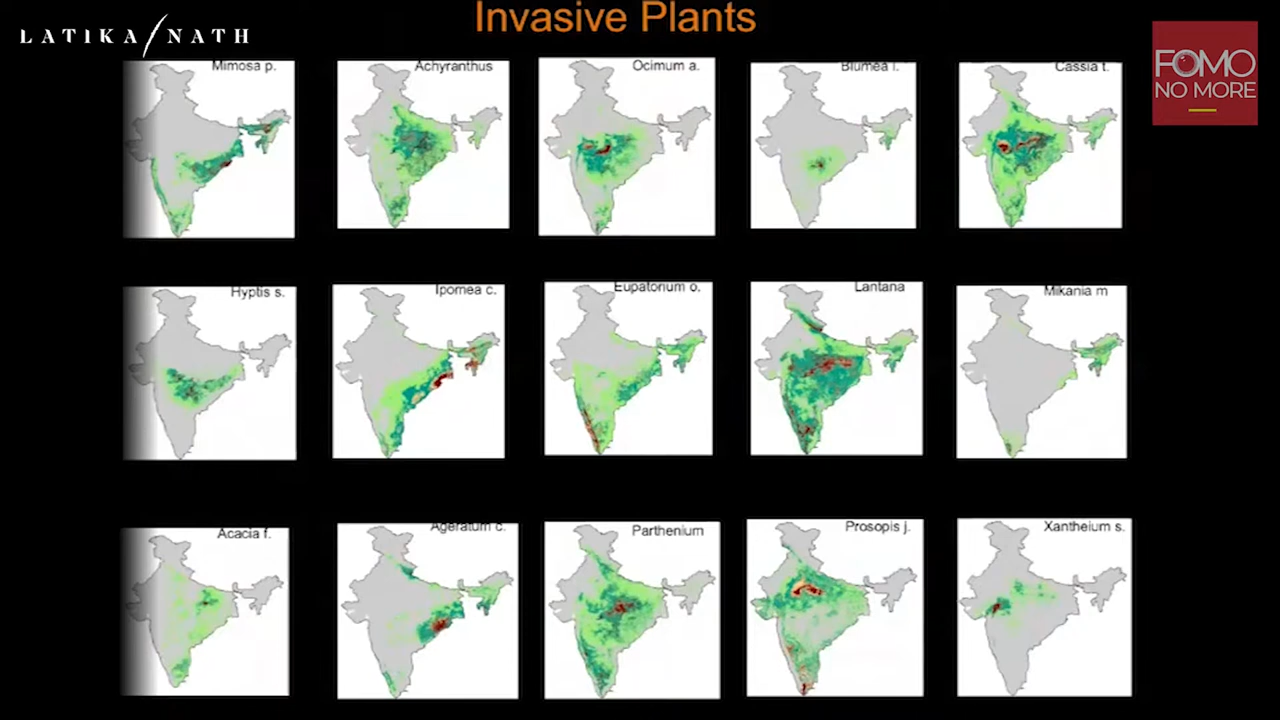 Invasive Plants
LATIKA/NATH
FOMO
NO MORE
Mimosa p.
Achyranthus
Ocimum a.
Blumea l.
Cassia t.
Hyptis s.
Ipomea c.
Eupatorium o.
Lantana
Mikania m
Acacia f.
Ageratum c.
Parthenium
Prosopis j.
Xantheium s.